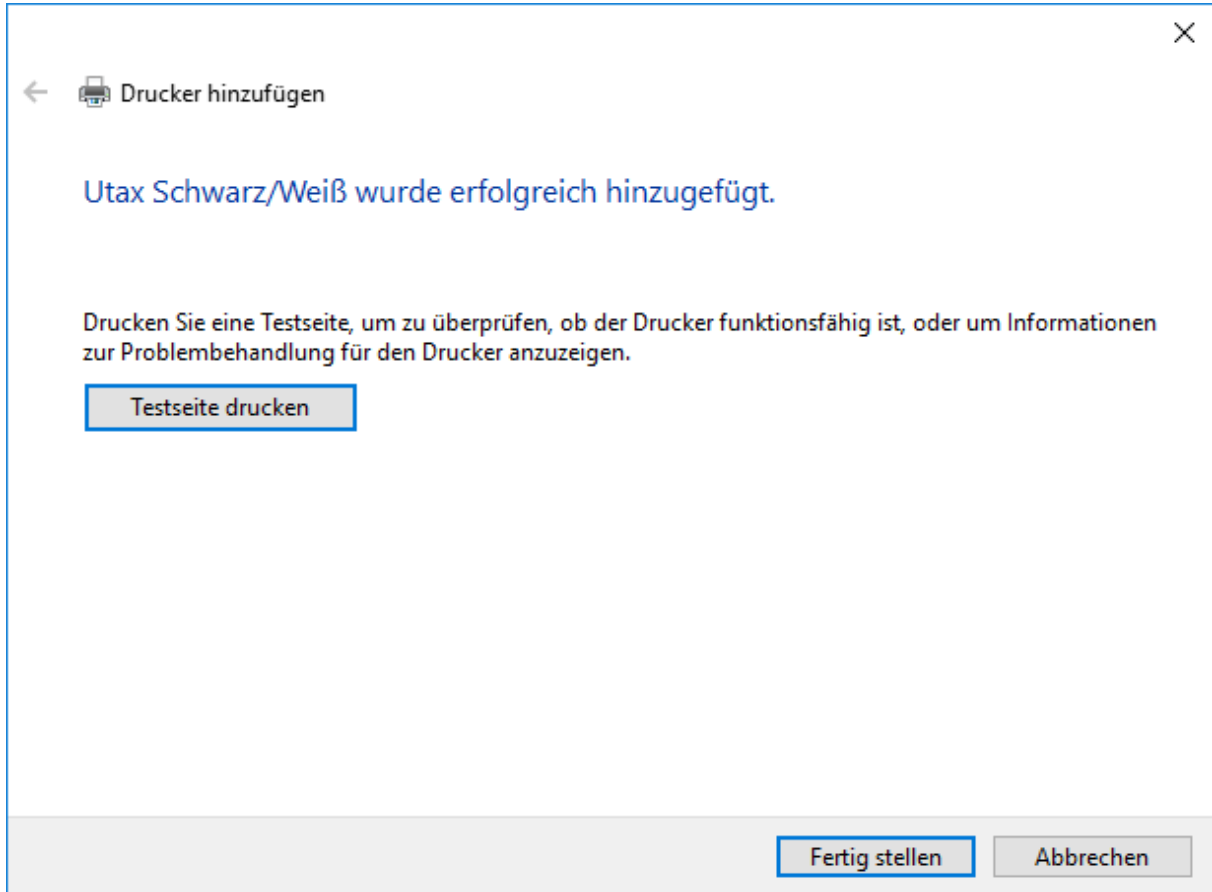 Drucker hinzufügen
Utax Schwarz/Weiß wurde erfolgreich hinzugefügt.
Drucken Sie eine Testseite, um zu überprüfen, ob der Drucker funktionsfähig ist, oder um Informationen
zur Problembehandlung für den Drucker anzuzeigen.
Testseite drucken
Fertig stellen
Abbrechen